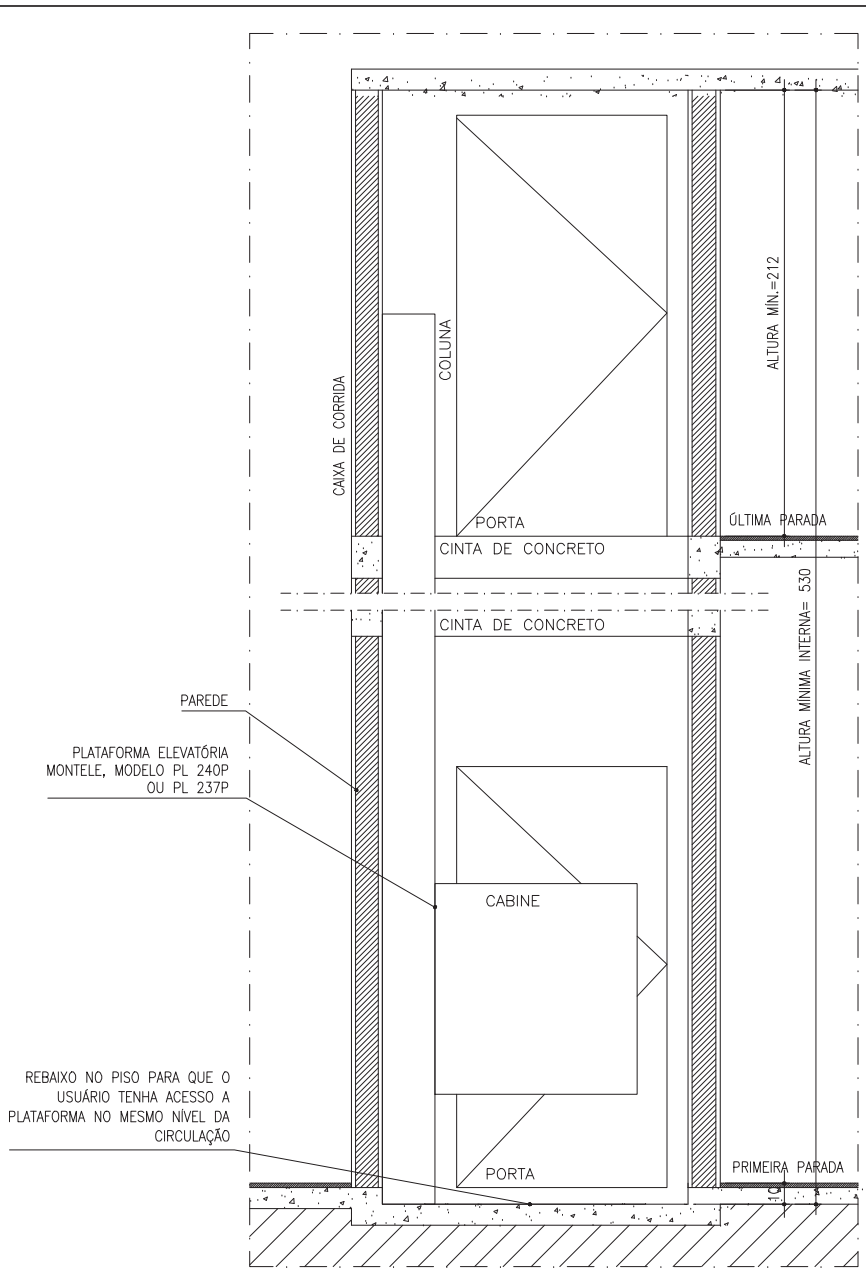 ALTURA MÍN.=212
COLUNA
CAIXA DE CORRIDA
PORTA
ÚLTIMA PARADA
CINTA DE CONCRETO
CINTA DE CONCRETO
ALTURA MÍNIMA INTERNA= 530
PAREDE
PLATAFORMA ELEVATÓRIA
MONTELE, MODELO PL 240P
OU PL 237P
CABINE
REBAIXO NO PISO PARA QUE O
USUÁRIO TENHA ACESSO A
PLATAFORMA NO MESMO NÍVEL DA
CIRCULAÇÃO
PORTA
PRIMEIRA PARADA
10